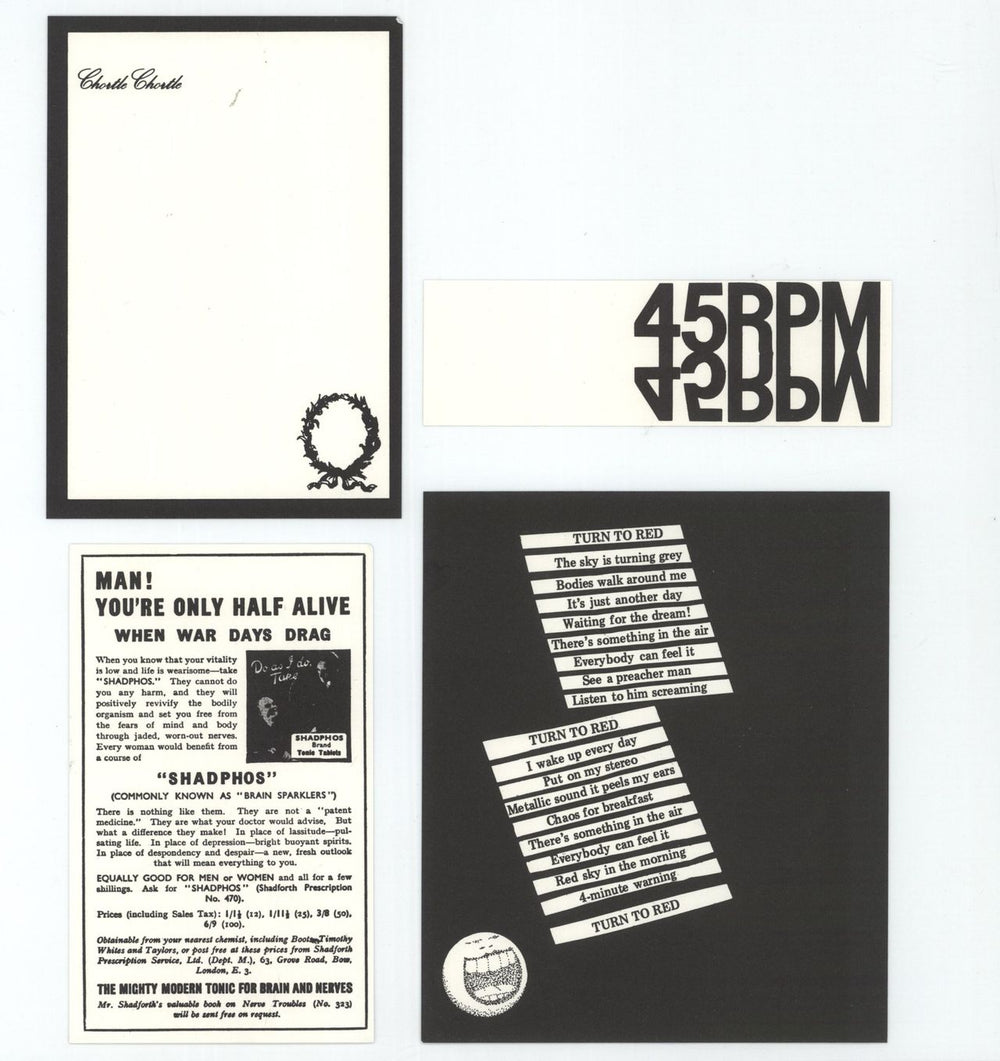 Chortle Chortle
45BPM
45BPM
MAN!
YOU'RE ONLY HALF ALIVE
WHEN WAR DAYS DRAG
When you know that your vitality
is low and life is wearisome—take
"SHADPHOS." They cannot do
you any harm, and they will
positively revivify the bodily
organism and set you free from
the fears of mind and body
through jaded, worn-out nerves.
Every woman would benefit from
a course of
Do as I do.
Take
SHADPHOS
Brand
Tonic Tablets
"SHADPHOS"
(COMMONLY KNOWN AS "BRAIN SPARKLERS")
There is nothing like them. They are not a "patent
medicine." They are what your doctor would advise, But
what a difference they make! In place of lassitude—pul-
sating life. In place of depression—bright buoyant spirits.
In place of despondency and despair—a new, fresh outlook
that will mean everything to you.
EQUALLY GOOD FOR MEN or WOMEN and all for a few
shillings. Ask for "SHADPHOS" (Shadforth Prescription
No. 470).
Prices (including Sales Tax): 1/1½ (12), 1/11½ (25), 3/8 (50),
6/9 (100).
Obtainable from your nearest chemist, including Boots, Timothy
Whites and Taylors, or post free at these prices from Shadforth
Prescription Service, Ltd. (Dept. M.), 63, Grove Road, Bow,
London, E. 3.
THE MIGHTY MODERN TONIC FOR BRAIN AND NERVES
Mr. Shadforth's valuable book on Nerve Troubles (No. 323)
will be sent free on request.
TURN TO RED
The sky is turning grey
Bodies walk around me
It's just another day
Waiting for the dream!
There's something in the air
Everybody can feel it
See a preacher man
Listen to him screaming
TURN TO RED
I wake up every day
Put on my stereo
Metallic sound it peels my ears
Chaos for breakfast
There's something in the air
Everybody can feel it
Red sky in the morning
4-minute warning
TURN TO RED